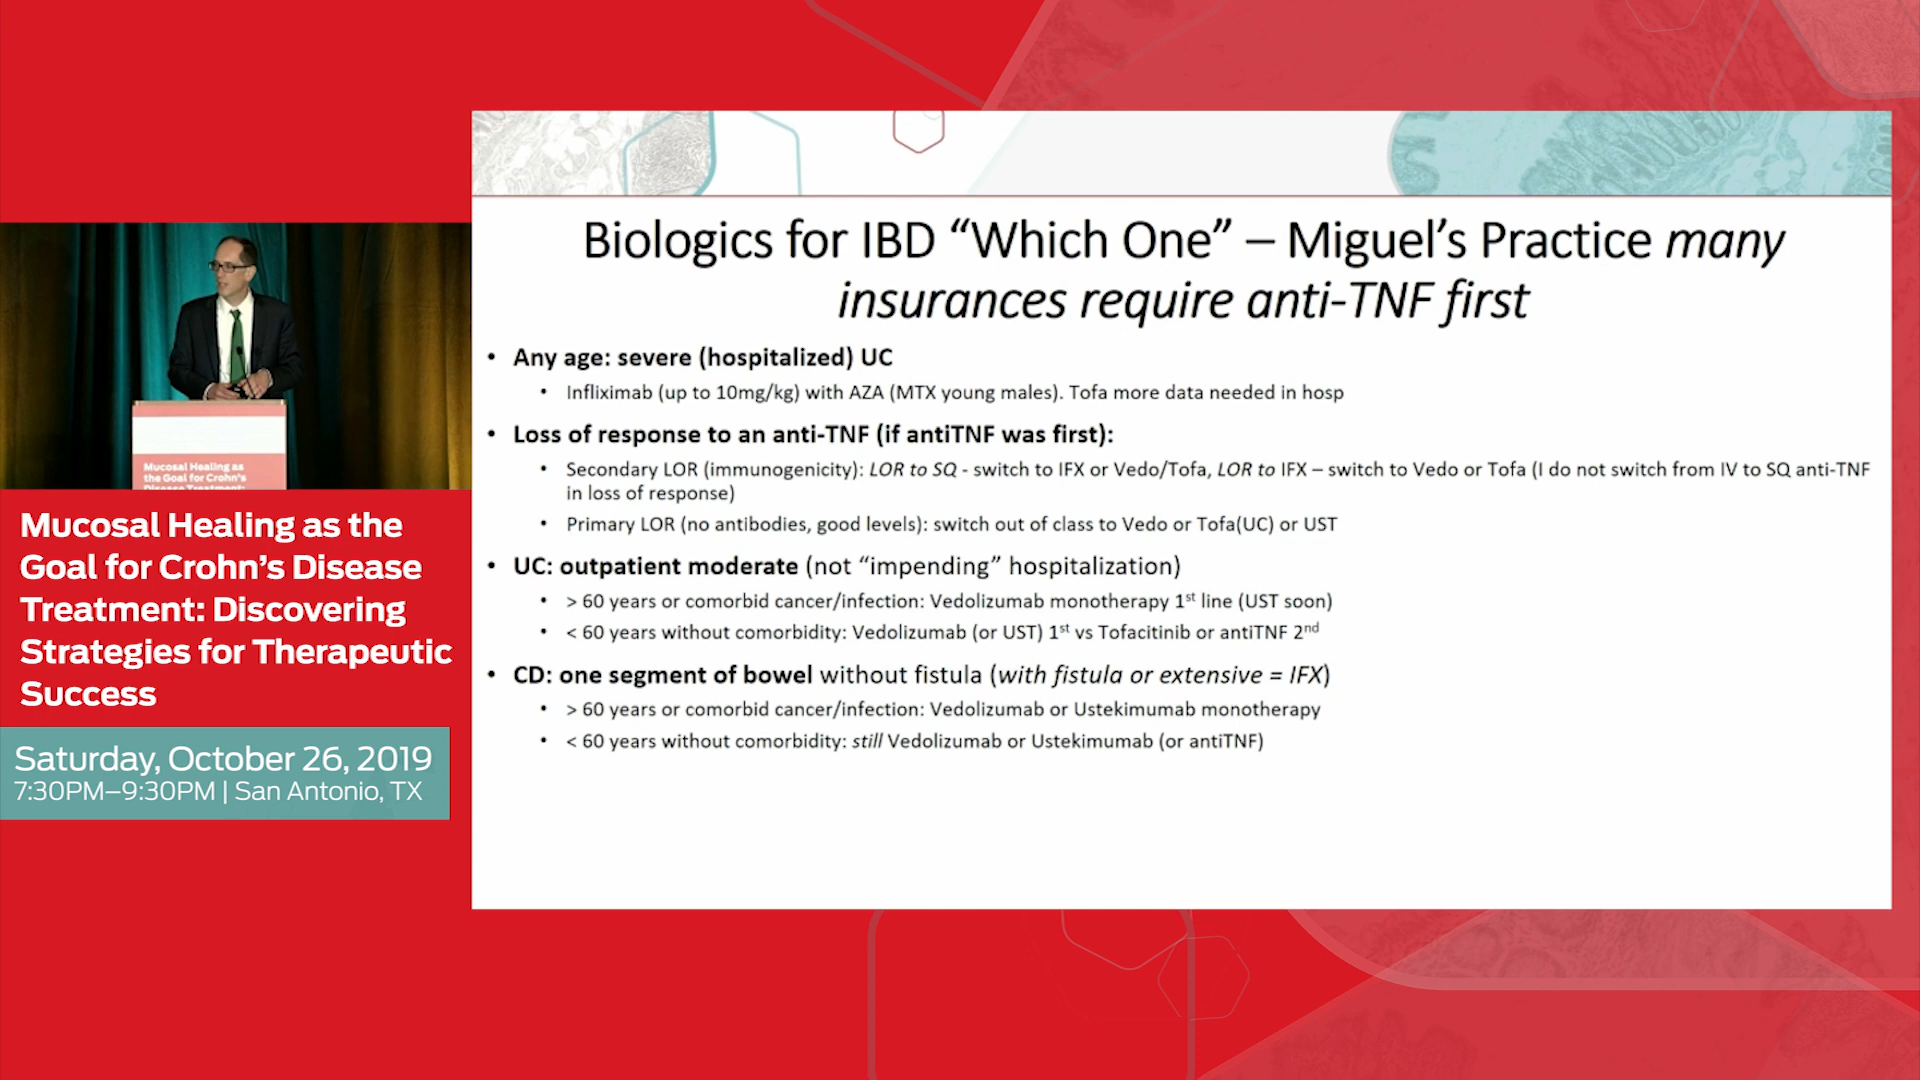 Biologics for IBD “Which One” – Miguel’s Practice many
insurances require anti-TNF first
• Any age: severe (hospitalized) UC
• Infliximab (up to 10mg/kg) with AZA (MTX young males). Tofa more data needed in hosp
• Loss of response to an anti-TNF (if antiTNF was first):
• Secondary LOR (immunogenicity): LOR to SQ - switch to IFX or Vedo/Tofa, LOR to IFX – switch to Vedo or Tofa (I do not switch from IV to SQ anti-TNF
in loss of response)
• Primary LOR (no antibodies, good levels): switch out of class to Vedo or Tofa(UC) or UST
• UC: outpatient moderate (not “impending” hospitalization)
• > 60 years or comorbid cancer/infection: Vedolizumab monotherapy 1st line (UST soon)
• < 60 years without comorbidity: Vedolizumab (or UST) 1st vs Tofacitinib or antiTNF 2nd
• CD: one segment of bowel without fistula (with fistula or extensive = IFX)
• > 60 years or comorbid cancer/infection: Vedolizumab or Ustekimumab monotherapy
• < 60 years without comorbidity: still Vedolizumab or Ustekimumab (or antiTNF)
Mucosal Healing as
the Goal for Crohn's
Disease Treatment:
Mucosal Healing as the
Goal for Crohn’s Disease
Treatment: Discovering
Strategies for Therapeutic
Success
Saturday, October 26, 2019
7:30PM–9:30PM | San Antonio, TX